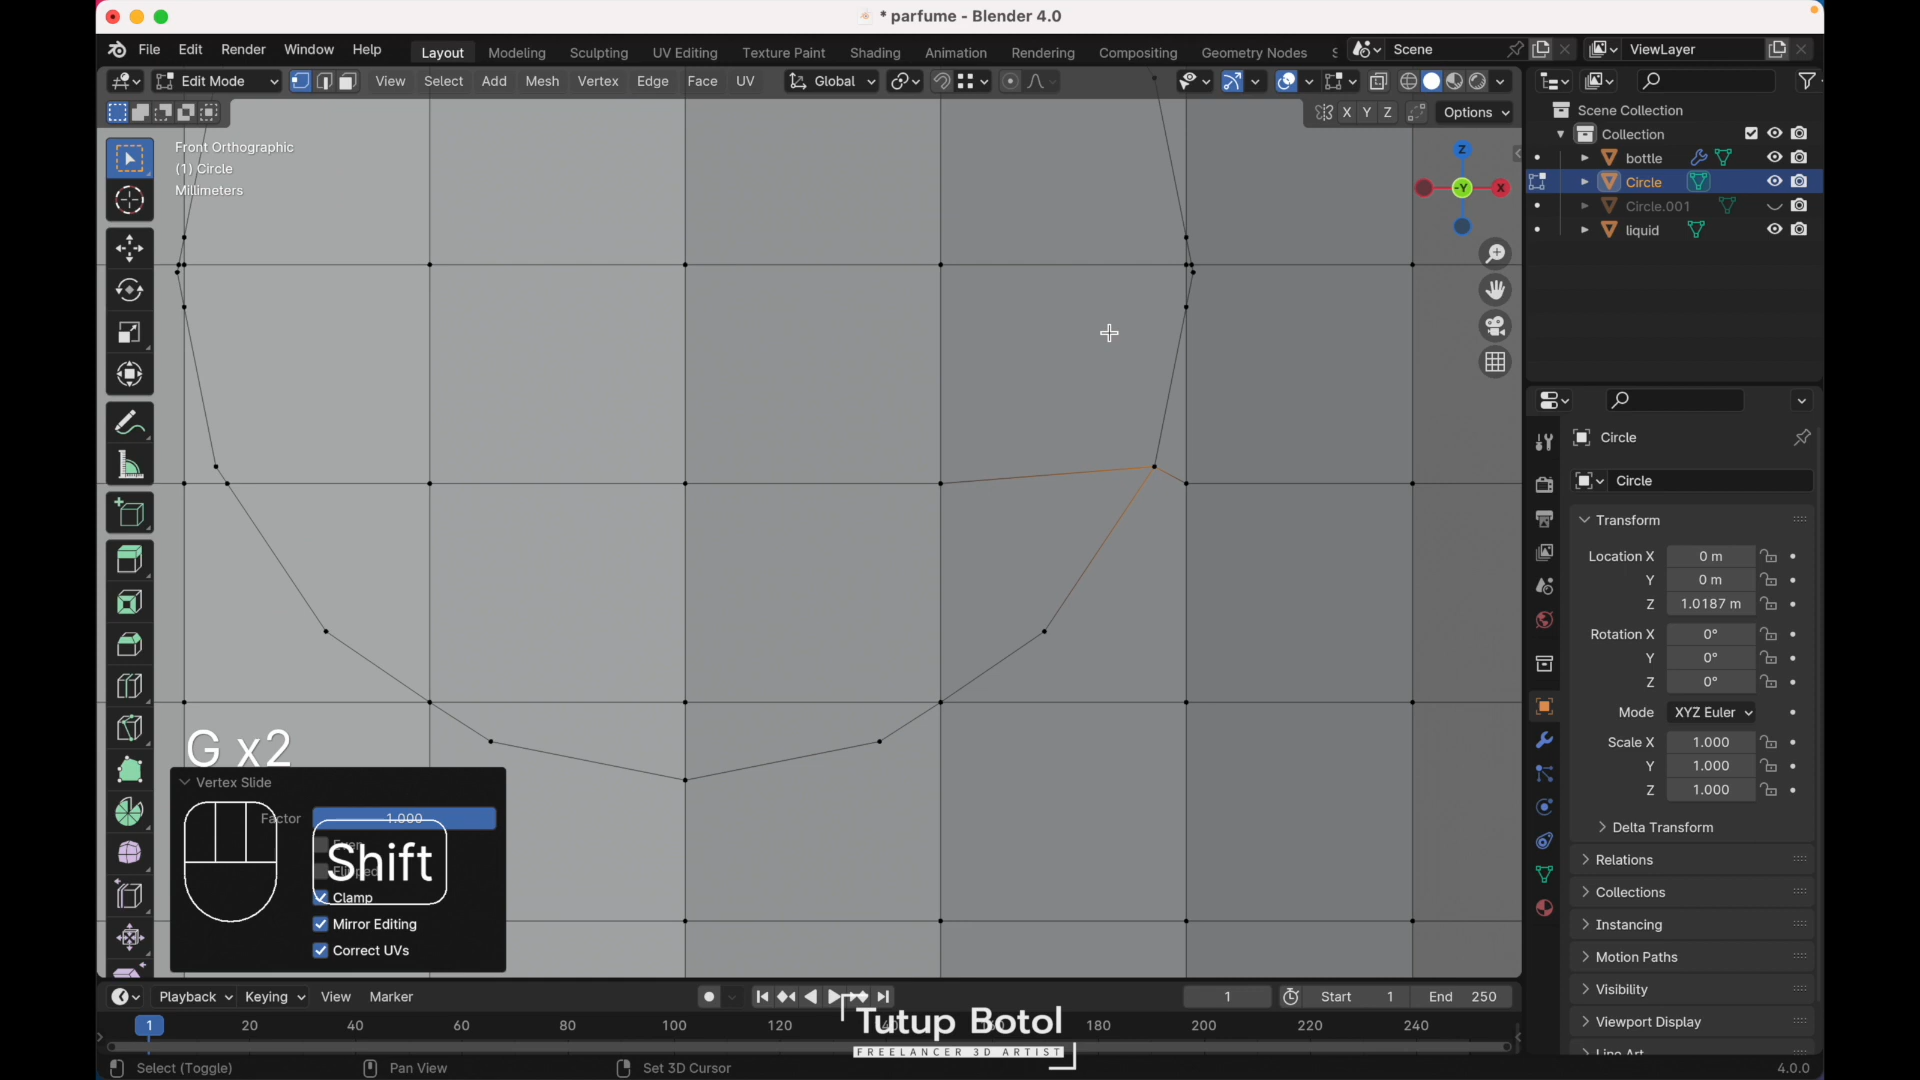 * parfume - Blender 4.0
File Edit Render Window Help
Layout Modeling Sculpting UV Editing Texture Paint Shading Animation Rendering Compositing Geometry Nodes S
Scene
ViewLayer
Edit Mode
View Select Add Mesh Vertex Edge Face UV
Global
X Y Z
Options
Front Orthographic
(1) Circle
Millimeters
Z
-Y
X
Scene Collection
Collection
bottle
Circle
Circle.001
liquid
Circle
Circle
Transform
Location X 0 m
Y 0 m
Z 1.0187 m
Rotation X 0°
Y 0°
Z 0°
Mode XYZ Euler
Scale X 1.000
Y 1.000
Z 1.000
Delta Transform
Relations
Collections
Instancing
Motion Paths
Visibility
Viewport Display
Line Art
G x2
Vertex Slide
Factor 1.000
Even
Flipped
Shift
Clamp
Mirror Editing
Correct UVs
Playback Keying View Marker
1
Start 1
End 250
1 20 40 60 80 100 120 180 200 220 240
Tutup Botol
FREELANCER 3D ARTIST
Select (Toggle)
Pan View
Set 3D Cursor
4.0.0